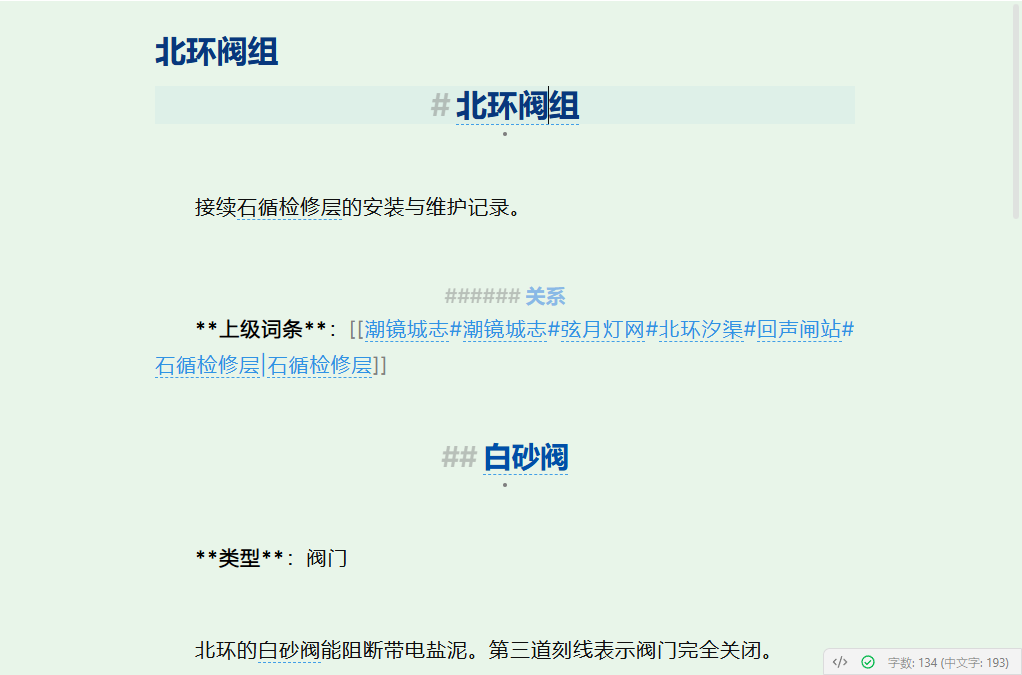 北环阀组
# 北环阀组
接续石循检修层的安装与维护记录。
###### 关系
**上级词条**：[[潮镜城志#潮镜城志#弦月灯网#北环汐渠#回声闸站#
石循检修层|石循检修层]]
## 白砂阀
**类型**：阀门
北环的白砂阀能阻断带电盐泥。第三道刻线表示阀门完全关闭。
</> 字数: 134 (中文字: 193)